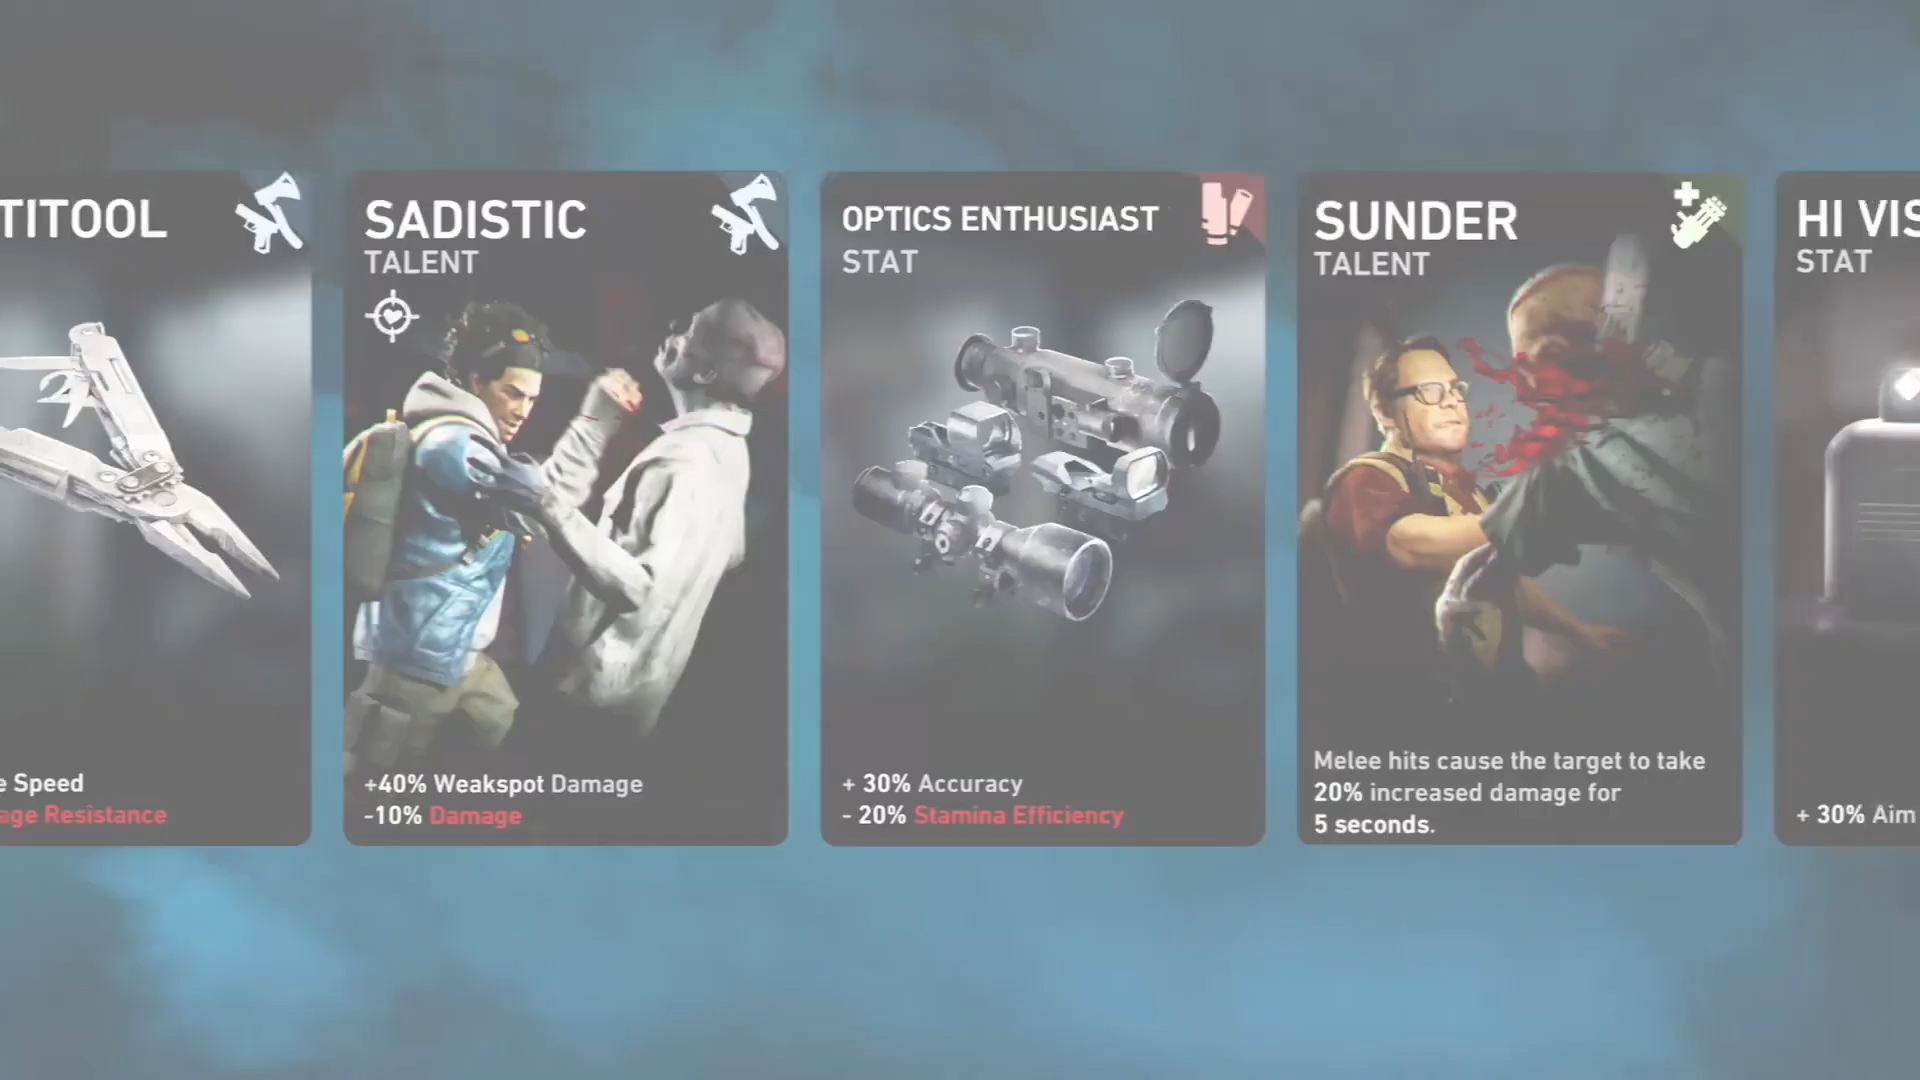 TITOOL
e Speed
age Resistance
SADISTIC
TALENT
+40% Weakspot Damage
-10% Damage
OPTICS ENTHUSIAST
STAT
+ 30% Accuracy
- 20% Stamina Efficiency
SUNDER
TALENT
Melee hits cause the target to take
20% increased damage for
5 seconds.
HI VIS
STAT
+ 30% Aim